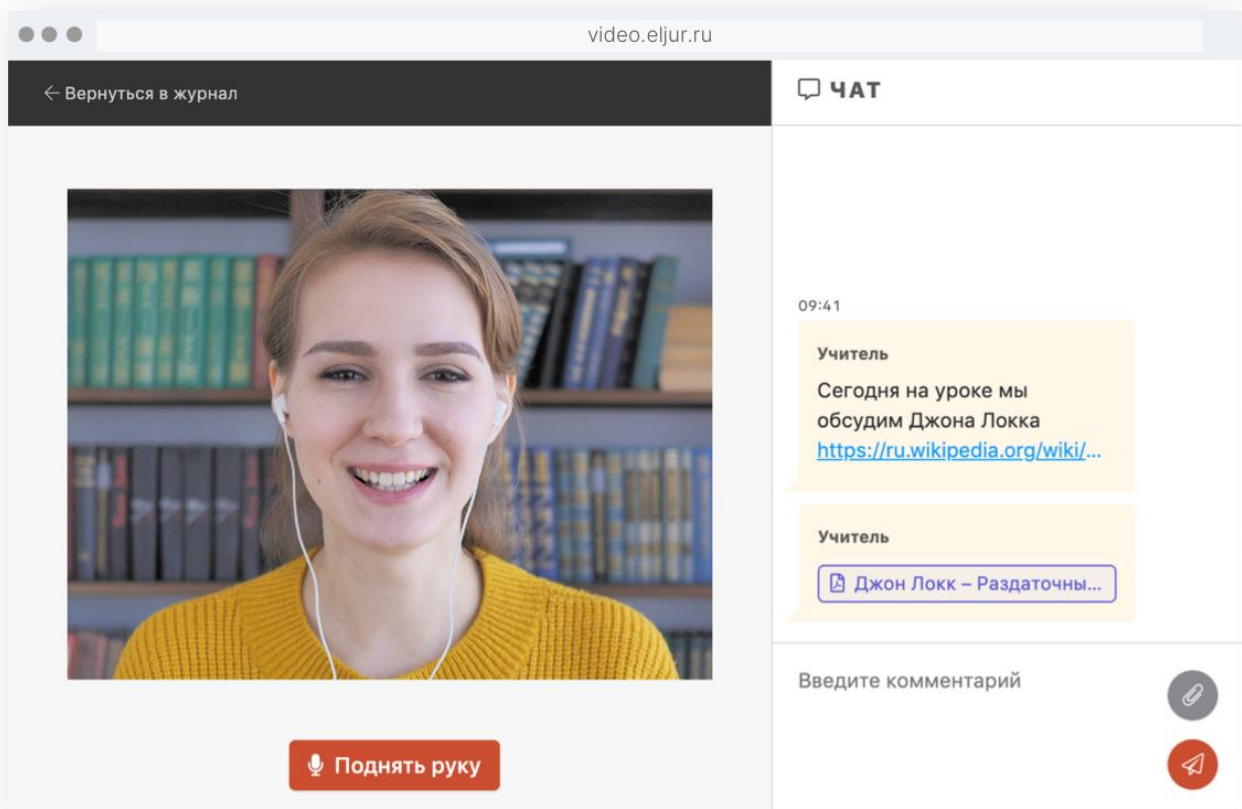 video.eljur.ru
← Вернуться в журнал
ЧАТ
09:41
Учитель
Сегодня на уроке мы
обсудим Джона Локка
https://ru.wikipedia.org/wiki/...
Учитель
Джон Локк – Раздаточны...
Введите комментарий
Поднять руку